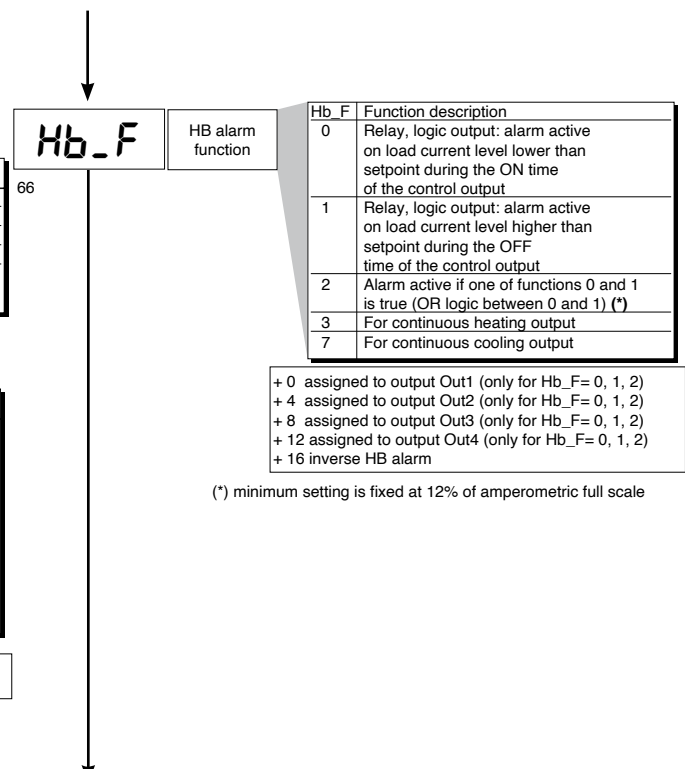 Hb_F
HB alarm
function
66
Hb_F Function description
0 Relay, logic output: alarm active
on load current level lower than
setpoint during the ON time
of the control output
1 Relay, logic output: alarm active
on load current level higher than
setpoint during the OFF
time of the control output
2 Alarm active if one of functions 0 and 1
is true (OR logic between 0 and 1) (*)
3 For continuous heating output
7 For continuous cooling output
+ 0 assigned to output Out1 (only for Hb_F= 0, 1, 2)
+ 4 assigned to output Out2 (only for Hb_F= 0, 1, 2)
+ 8 assigned to output Out3 (only for Hb_F= 0, 1, 2)
+ 12 assigned to output Out4 (only for Hb_F= 0, 1, 2)
+ 16 inverse HB alarm
(*) minimum setting is fixed at 12% of amperometric full scale